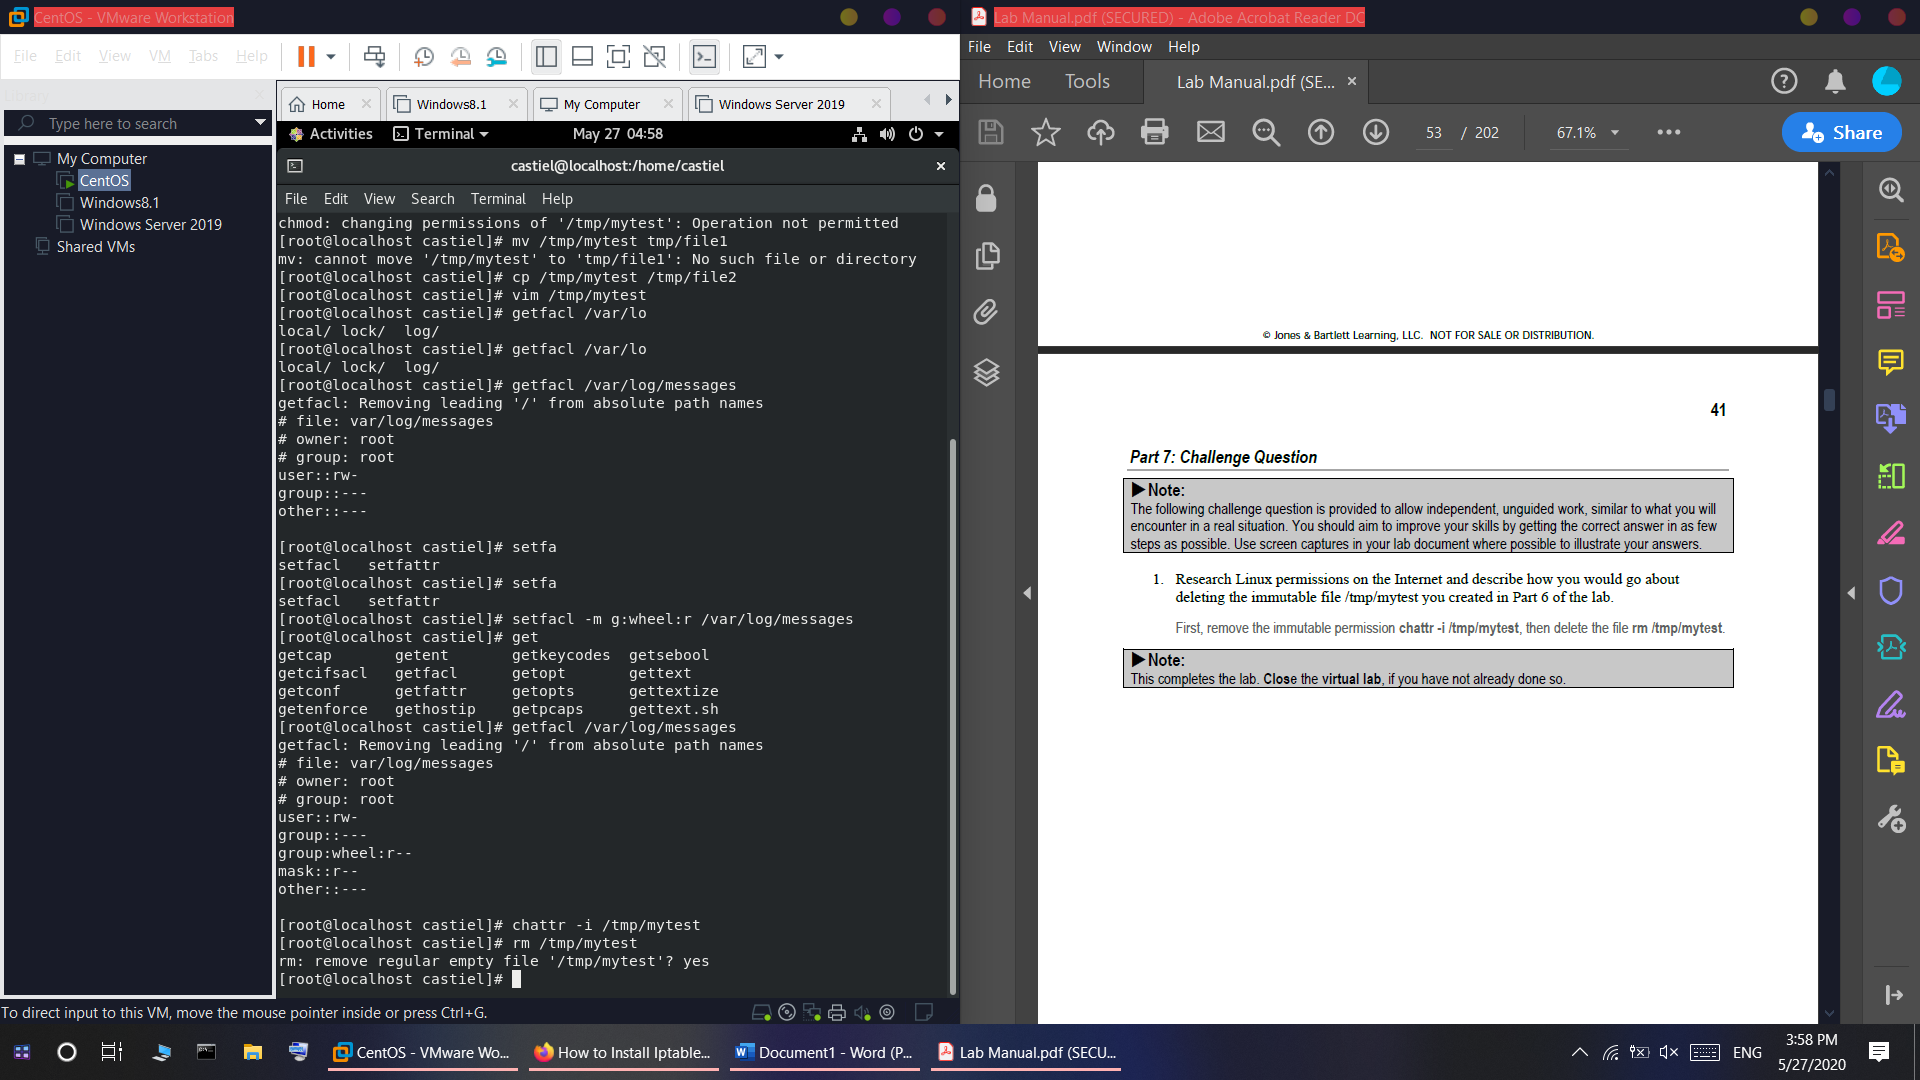 CentOS - VMware Workstation
File Edit View VM Tabs Help
Library
Type here to search
My Computer
CentOS
Windows8.1
Windows Server 2019
Shared VMs
Home
Windows8.1
My Computer
Windows Server 2019
Activities Terminal May 27 04:58
castiel@localhost:/home/castiel
File Edit View Search Terminal Help
chmod: changing permissions of '/tmp/mytest': Operation not permitted
[root@localhost castiel]# mv /tmp/mytest tmp/file1
mv: cannot move '/tmp/mytest' to 'tmp/file1': No such file or directory
[root@localhost castiel]# cp /tmp/mytest /tmp/file2
[root@localhost castiel]# vim /tmp/mytest
[root@localhost castiel]# getfacl /var/lo
local/ lock/  log/
[root@localhost castiel]# getfacl /var/lo
local/ lock/  log/
[root@localhost castiel]# getfacl /var/log/messages
getfacl: Removing leading '/' from absolute path names
# file: var/log/messages
# owner: root
# group: root
user::rw-
group::---
other::---
[root@localhost castiel]# setfa
setfacl   setfattr
[root@localhost castiel]# setfa
setfacl   setfattr
[root@localhost castiel]# setfacl -m g:wheel:r /var/log/messages
[root@localhost castiel]# get
getcap       getent       getkeycodes  getsebool
getcifsacl   getfacl      getopt       gettext
getconf      getfattr     getopts      gettextize
getenforce   gethostip    getpcaps     gettext.sh
[root@localhost castiel]# getfacl /var/log/messages
getfacl: Removing leading '/' from absolute path names
# file: var/log/messages
# owner: root
# group: root
user::rw-
group::---
group:wheel:r--
mask::r--
other::---
[root@localhost castiel]# chattr -i /tmp/mytest
[root@localhost castiel]# rm /tmp/mytest
rm: remove regular empty file '/tmp/mytest'? yes
[root@localhost castiel]#
To direct input to this VM, move the mouse pointer inside or press Ctrl+G.
Lab Manual.pdf (SECURED) - Adobe Acrobat Reader DC
File Edit View Window Help
Home Tools Lab Manual.pdf (SE...
53 / 202 67.1% Share
© Jones & Bartlett Learning, LLC. NOT FOR SALE OR DISTRIBUTION.
41
Part 7: Challenge Question
▶Note:
The following challenge question is provided to allow independent, unguided work, similar to what you will
encounter in a real situation. You should aim to improve your skills by getting the correct answer in as few
steps as possible. Use screen captures in your lab document where possible to illustrate your answers.
1. Research Linux permissions on the Internet and describe how you would go about
deleting the immutable file /tmp/mytest you created in Part 6 of the lab.
First, remove the immutable permission chattr -i /tmp/mytest, then delete the file rm /tmp/mytest.
▶Note:
This completes the lab. Close the virtual lab, if you have not already done so.
CentOS - VMware Wo...
How to Install Iptable...
Document1 - Word (P...
Lab Manual.pdf (SECU...
ENG
3:58 PM
5/27/2020